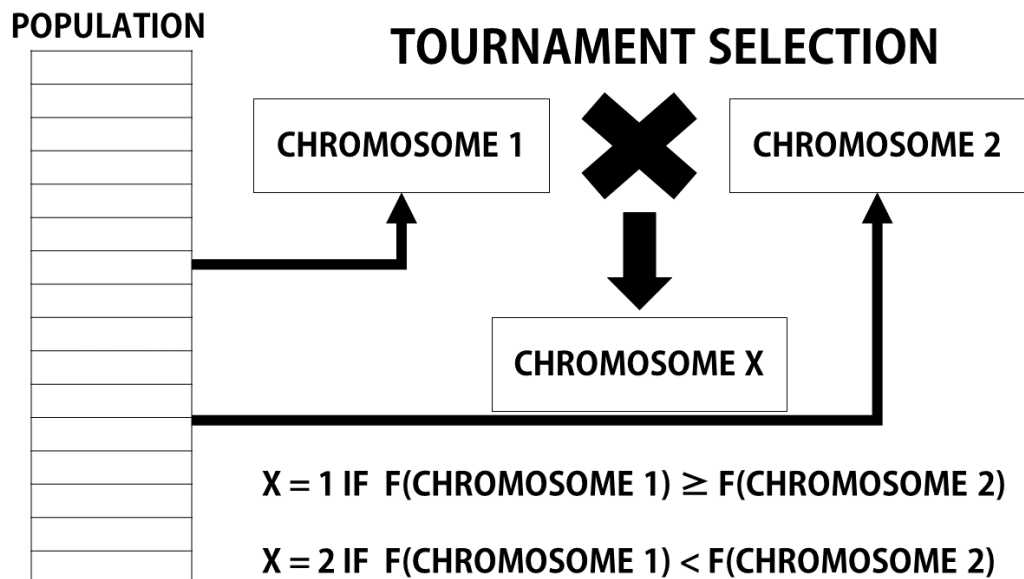 POPULATION
TOURNAMENT SELECTION
CHROMOSOME 1
CHROMOSOME 2
CHROMOSOME X
X = 1 IF F(CHROMOSOME 1) ≥ F(CHROMOSOME 2)
X = 2 IF F(CHROMOSOME 1) < F(CHROMOSOME 2)